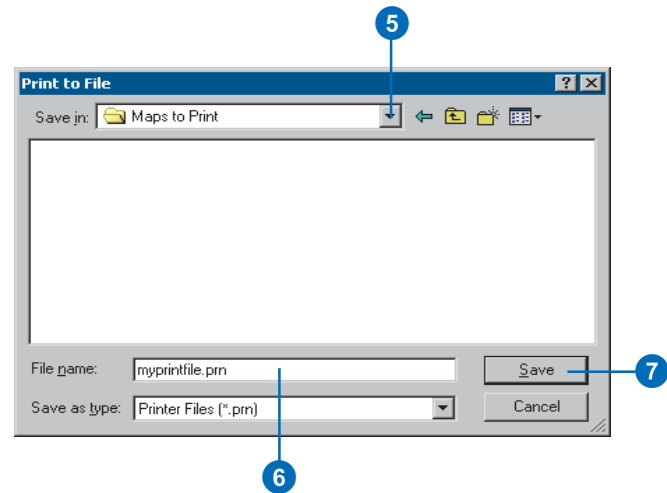 5
Print to File
Save in: Maps to Print
File name: myprintfile.prn Save 7
Save as type: Printer Files (*.prn) Cancel
6